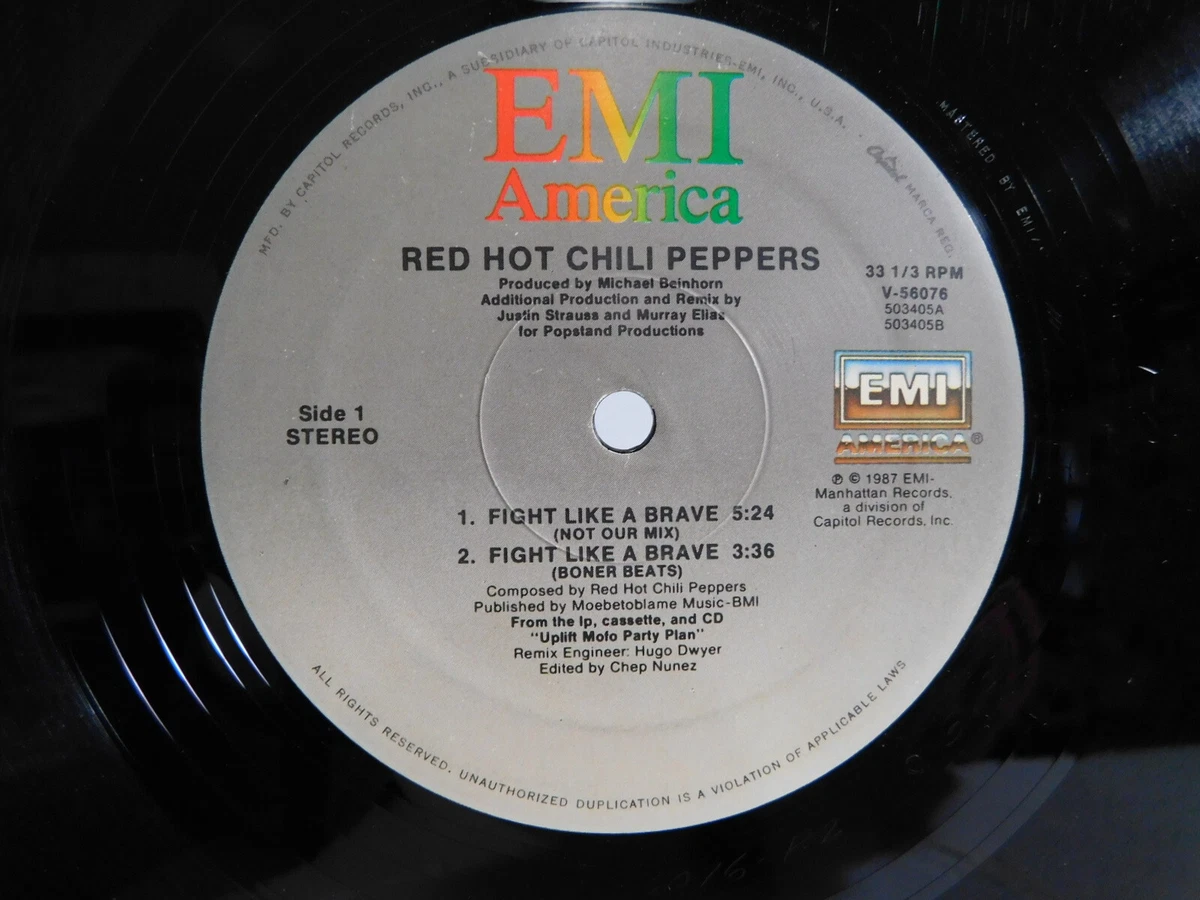 MFD. BY CAPITOL RECORDS, INC., A SUBSIDIARY OF CAPITOL INDUSTRIES-EMI, INC., U.S.A. · Capitol MARCA REG.
MASTERED BY EMI
EMI
America
RED HOT CHILI PEPPERS
Produced by Michael Beinhorn
Additional Production and Remix by
Justin Strauss and Murray Elias
for Popstand Productions
33 1/3 RPM
V-56076
503405A
503405B
EMI
AMERICA®
℗ © 1987 EMI-
Manhattan Records,
a division of
Capitol Records, Inc.
Side 1
STEREO
1. FIGHT LIKE A BRAVE 5:24
(NOT OUR MIX)
2. FIGHT LIKE A BRAVE 3:36
(BONER BEATS)
Composed by Red Hot Chili Peppers
Published by Moebetoblame Music-BMI
From the lp, cassette, and CD
"Uplift Mofo Party Plan"
Remix Engineer: Hugo Dwyer
Edited by Chep Nunez
ALL RIGHTS RESERVED. UNAUTHORIZED DUPLICATION IS A VIOLATION OF APPLICABLE LAWS